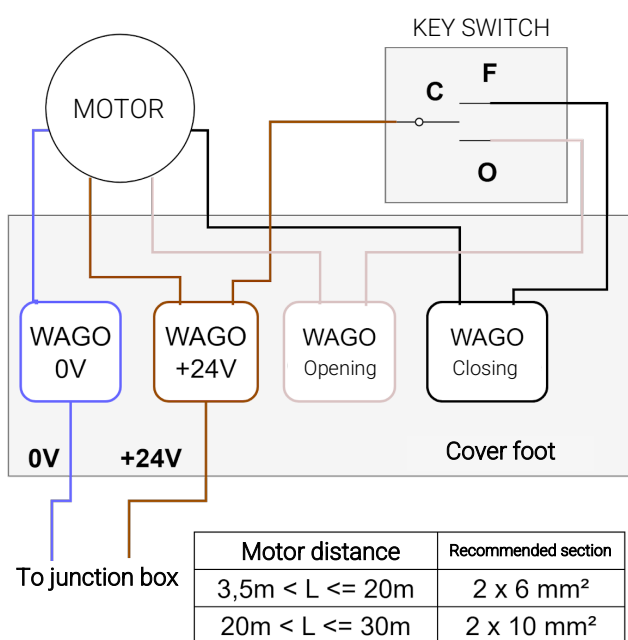 KEY SWITCH
MOTOR
C
F
O
WAGO
0V
WAGO
+24V
WAGO
Opening
WAGO
Closing
0V
+24V
Cover foot
To junction box
Motor distance Recommended section
3,5m < L <= 20m 2 x 6 mm²
20m < L <= 30m 2 x 10 mm²